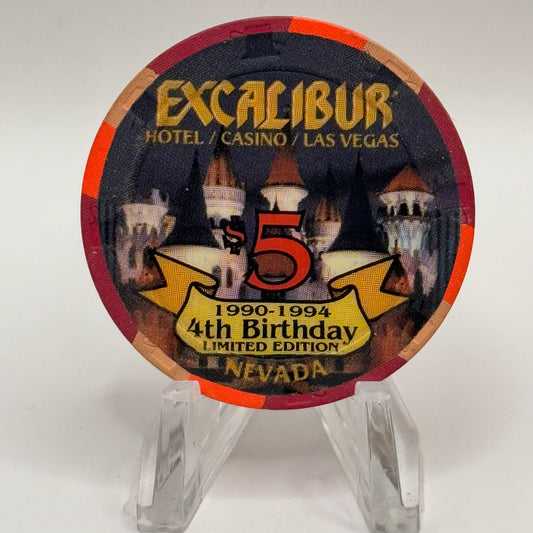 EXCALIBUR
HOTEL / CASINO / LAS VEGAS
$5
1990-1994
4th Birthday
LIMITED EDITION
NEVADA